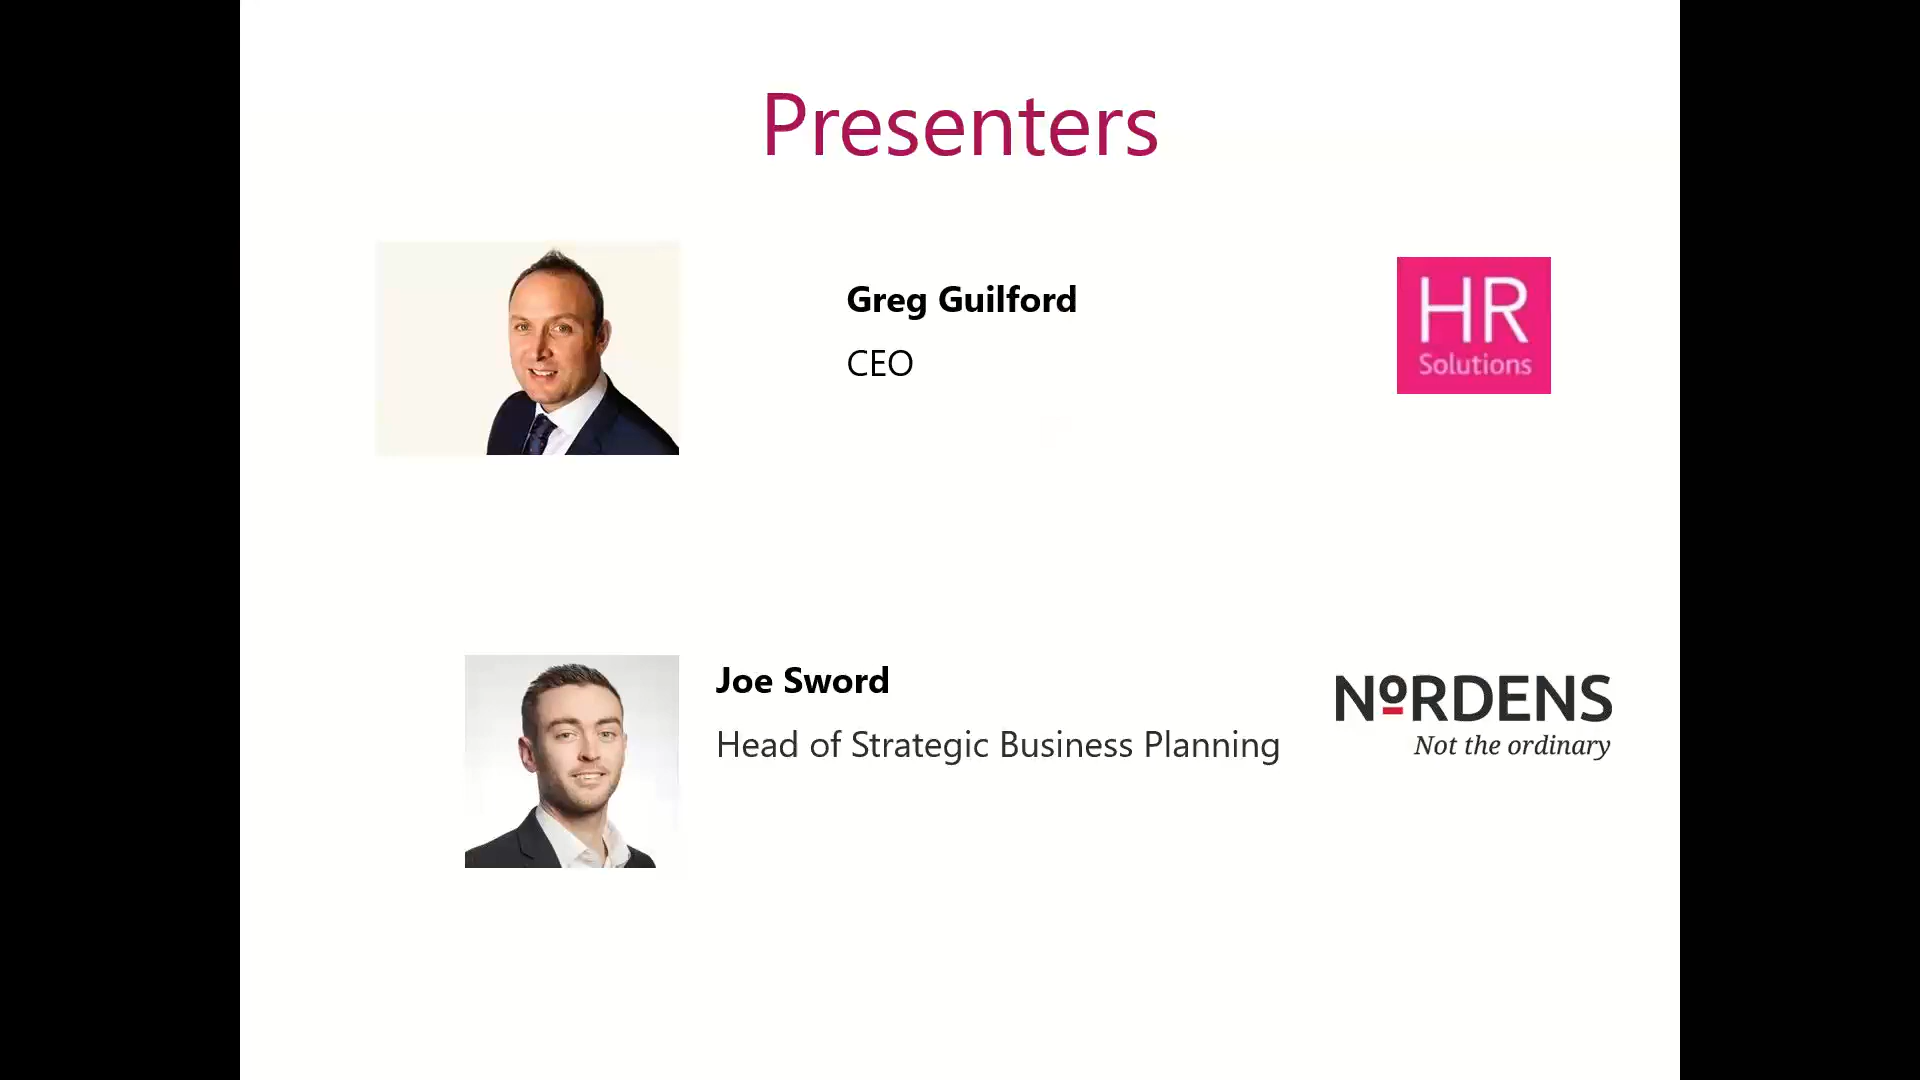 Presenters
Greg Guilford
CEO
HR
Solutions
Joe Sword
Head of Strategic Business Planning
NºRDENS
Not the ordinary